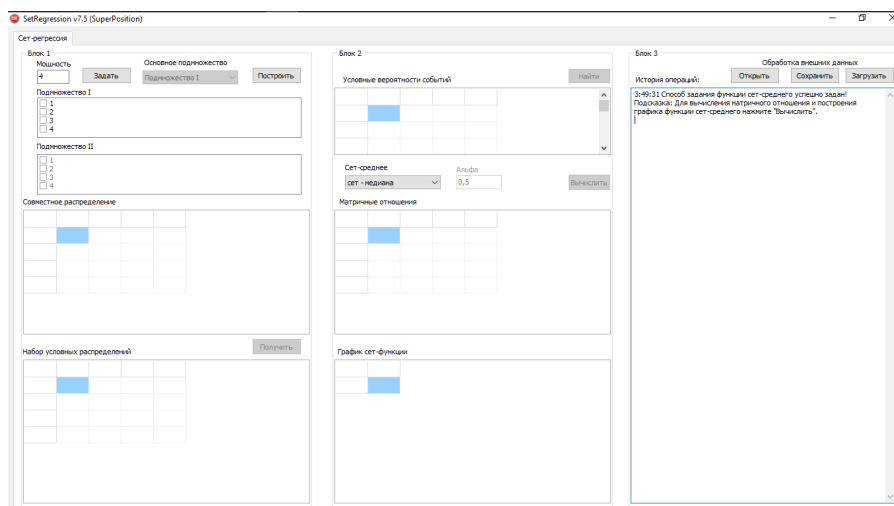 SetRegression v7.5 (SuperPosition)
Сет-регрессия
Блок 1
Мощность
4
Задать
Основное подмножество
Подмножество I
Построить
Подмножество I
1
2
3
4
Подмножество II
1
2
3
4
Совместное распределение
Получить
Набор условных распределений
Блок 2
Условные вероятности событий
Найти
Сет-среднее
Альфа
сет - медиана
0,5
Вычислить
Матричные отношения
График сет-функции
Блок 3
Обработка внешних данных
История операций:
Открыть
Сохранить
Загрузить
3:49:31 Способ задания функции сет-среднего успешно задан!
Подсказка: Для вычисления матричного отношения и построения
графика функции сет-среднего нажмите "Вычислить".